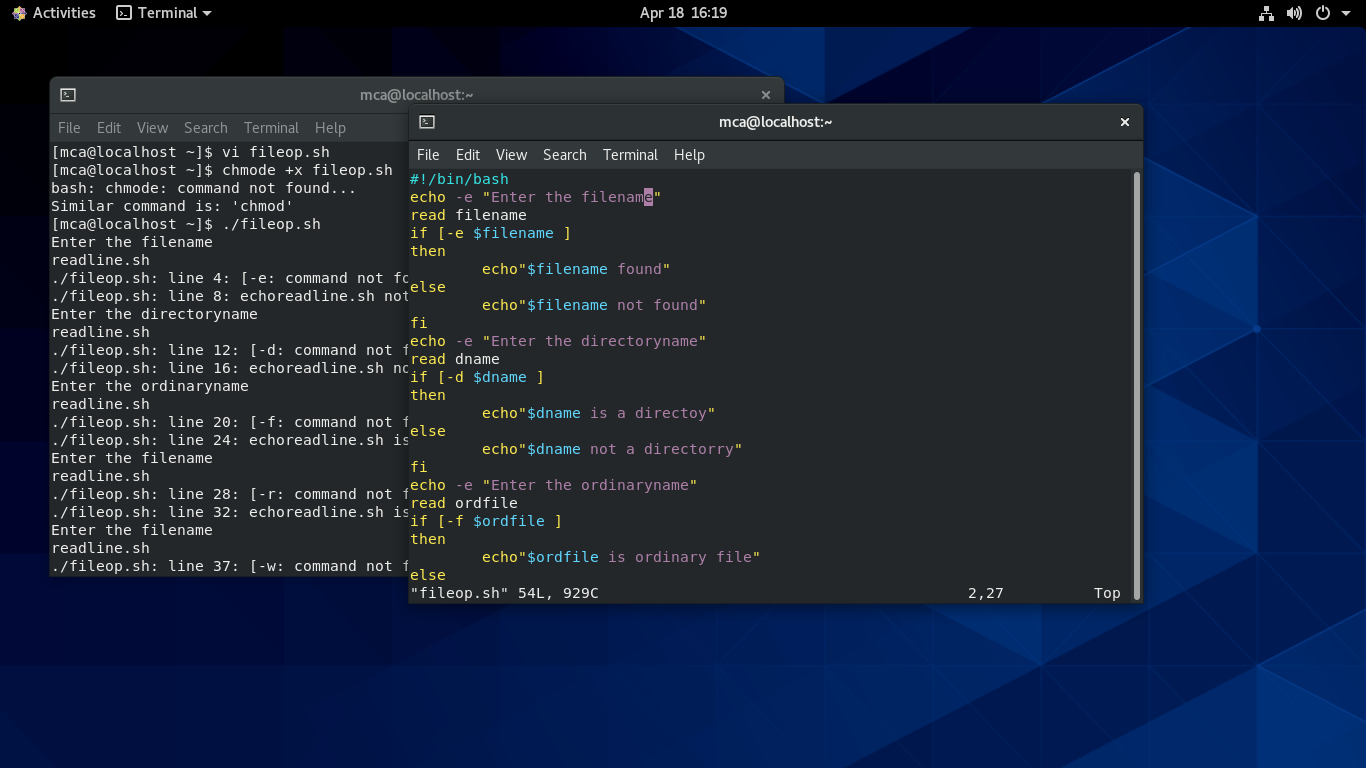 Activities Terminal Apr 18 16:19
mca@localhost:~
File Edit View Search Terminal Help
[mca@localhost ~]$ vi fileop.sh
[mca@localhost ~]$ chmode +x fileop.sh
bash: chmode: command not found...
Similar command is: 'chmod'
[mca@localhost ~]$ ./fileop.sh
Enter the filename
readline.sh
./fileop.sh: line 4: [-e: command not fo
./fileop.sh: line 8: echoreadline.sh not
Enter the directoryname
readline.sh
./fileop.sh: line 12: [-d: command not f
./fileop.sh: line 16: echoreadline.sh no
Enter the ordinaryname
readline.sh
./fileop.sh: line 20: [-f: command not f
./fileop.sh: line 24: echoreadline.sh is
Enter the filename
readline.sh
./fileop.sh: line 28: [-r: command not f
./fileop.sh: line 32: echoreadline.sh is
Enter the filename
readline.sh
./fileop.sh: line 37: [-w: command not f
mca@localhost:~
File Edit View Search Terminal Help
#!/bin/bash
echo -e "Enter the filename"
read filename
if [-e $filename ]
then
        echo"$filename found"
else
        echo"$filename not found"
fi
echo -e "Enter the directoryname"
read dname
if [-d $dname ]
then
        echo"$dname is a directoy"
else
        echo"$dname not a directorry"
fi
echo -e "Enter the ordinaryname"
read ordfile
if [-f $ordfile ]
then
        echo"$ordfile is ordinary file"
else
"fileop.sh" 54L, 929C 2,27 Top